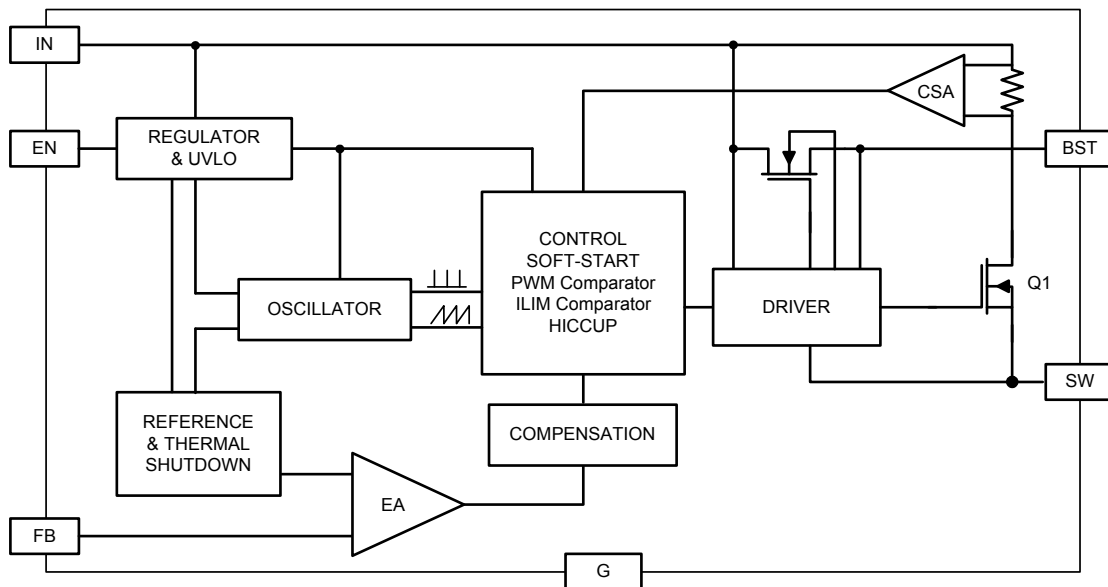 IN
CSA
EN
REGULATOR
& UVLO
BST
CONTROL
SOFT-START
PWM Comparator
ILIM Comparator
HICCUP
Q1
OSCILLATOR
DRIVER
SW
REFERENCE
& THERMAL
SHUTDOWN
COMPENSATION
EA
FB
G